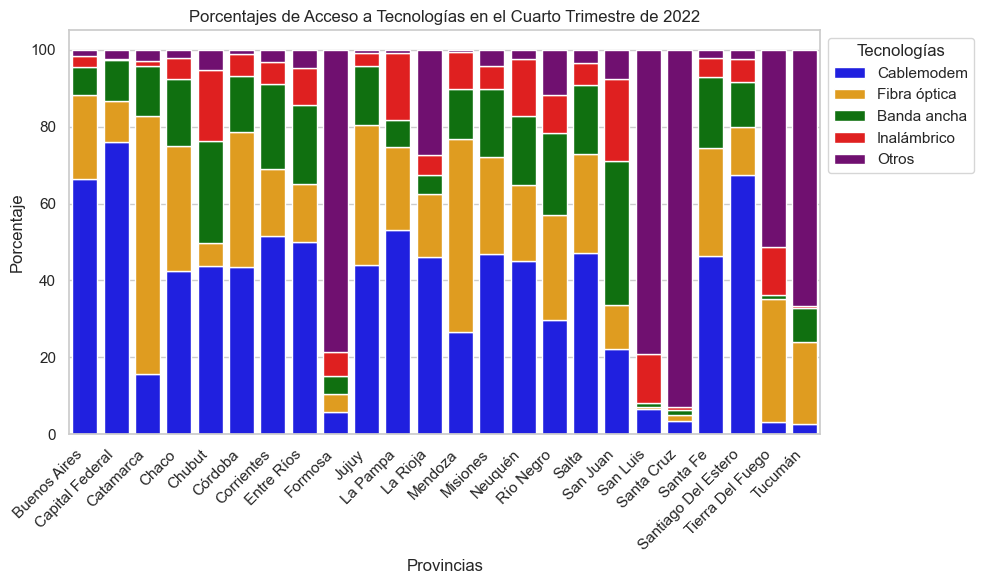 Porcentajes de Acceso a Tecnologías en el Cuarto Trimestre de 2022
Tecnologías
Cablemodem
Fibra óptica
Banda ancha
Inalámbrico
Otros
Porcentaje
100
80
60
40
20
0
Buenos Aires
Capital Federal
Catamarca
Chaco
Chubut
Córdoba
Corrientes
Entre Ríos
Formosa
Jujuy
La Pampa
La Rioja
Mendoza
Misiones
Neuquén
Río Negro
Salta
San Juan
San Luis
Santa Cruz
Santa Fe
Santiago Del Estero
Tierra Del Fuego
Tucumán
Provincias